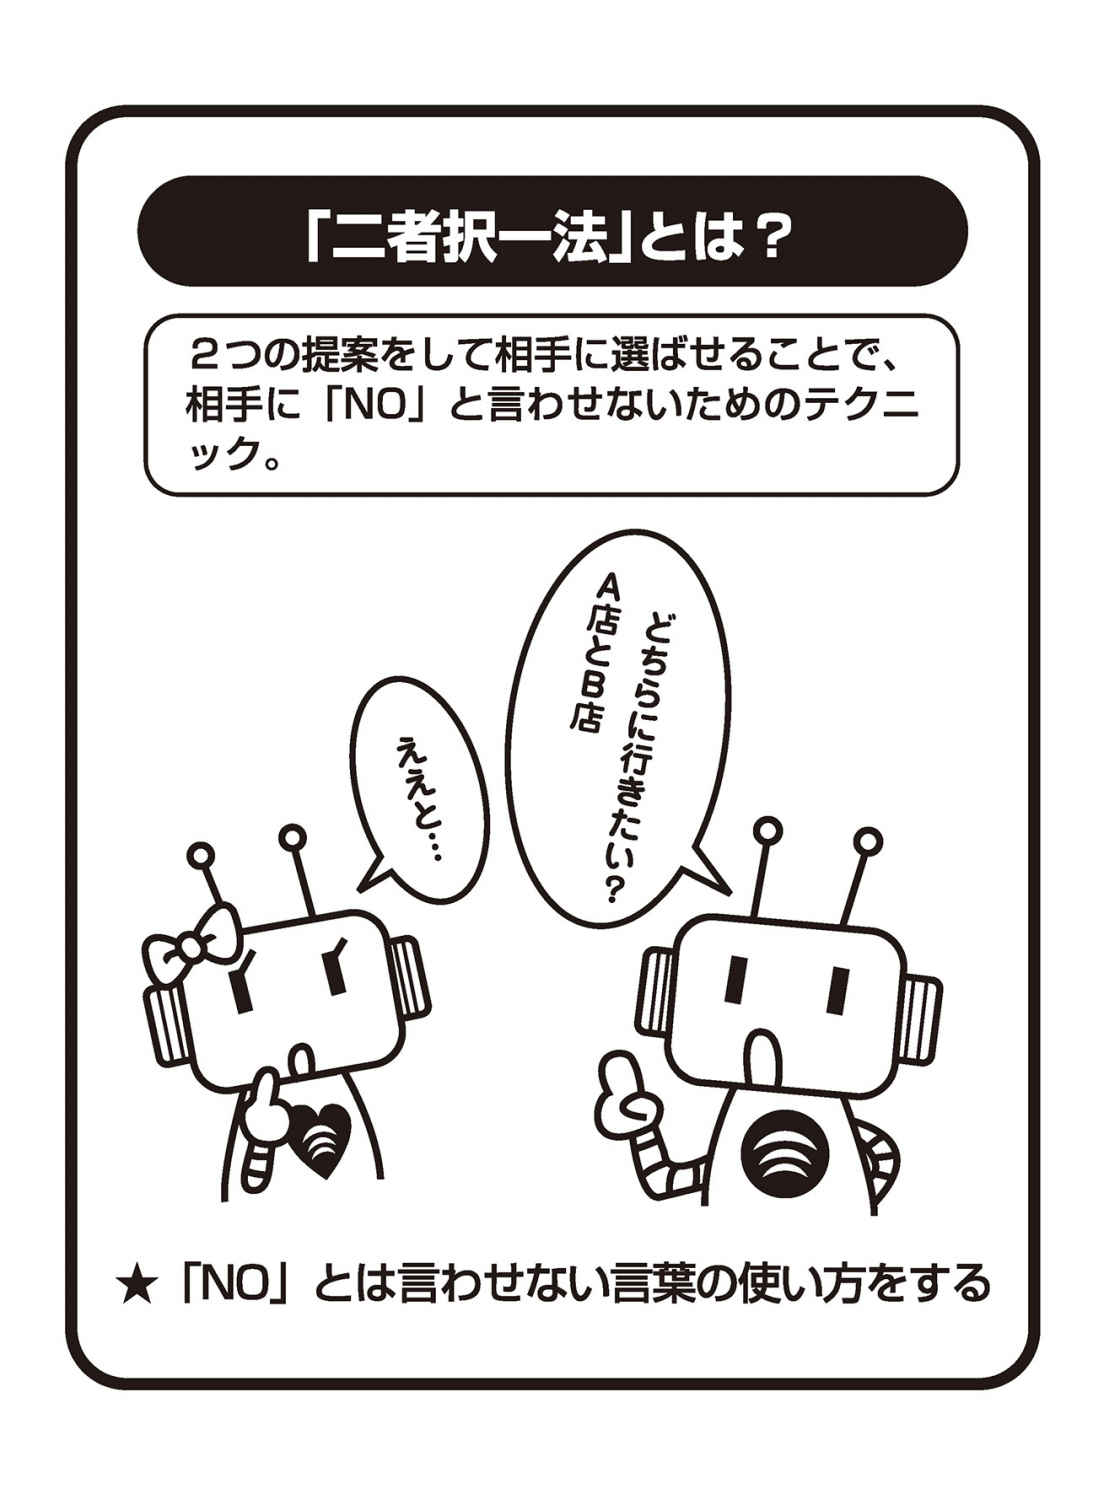 「二者択一法」とは？
２つの提案をして相手に選ばせることで、
相手に「NO」と言わせないためのテクニ
ック。
A店とB店
どちらに行きたい？
ええと…
★「NO」とは言わせない言葉の使い方をする